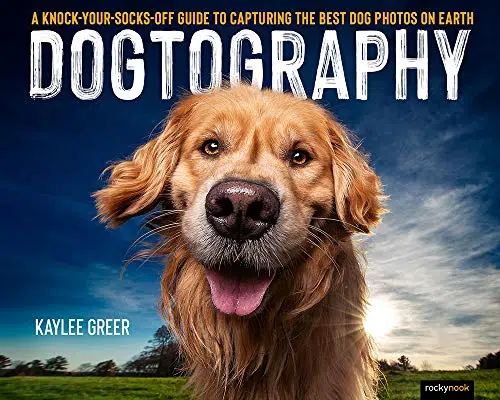 A KNOCK-YOUR-SOCKS-OFF GUIDE TO CAPTURING THE BEST DOG PHOTOS ON EARTH
DOGTOGRAPHY
KAYLEE GREER
rockynook